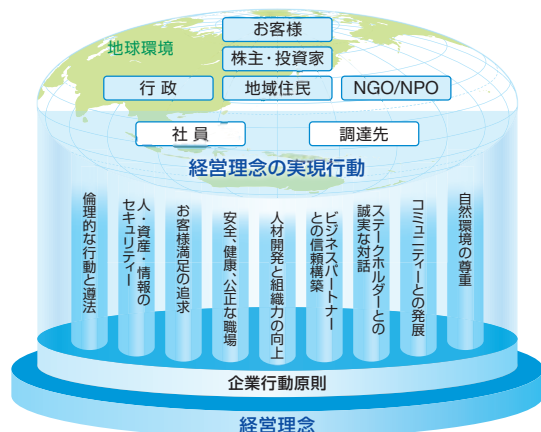 お客様
地球環境
株主・投資家
行政
地域住民
NGO/NPO
社員
調達先
経営理念の実現行動
倫理的な行動と遵法
人・資産・情報の
セキュリティー
お客様満足の追求
安全、健康、公正な職場
人材開発と組織力の向上
ビジネスパートナー
との信頼構築
ステークホルダーとの
誠実な対話
コミュニティーとの発展
自然環境の尊重
企業行動原則
経営理念